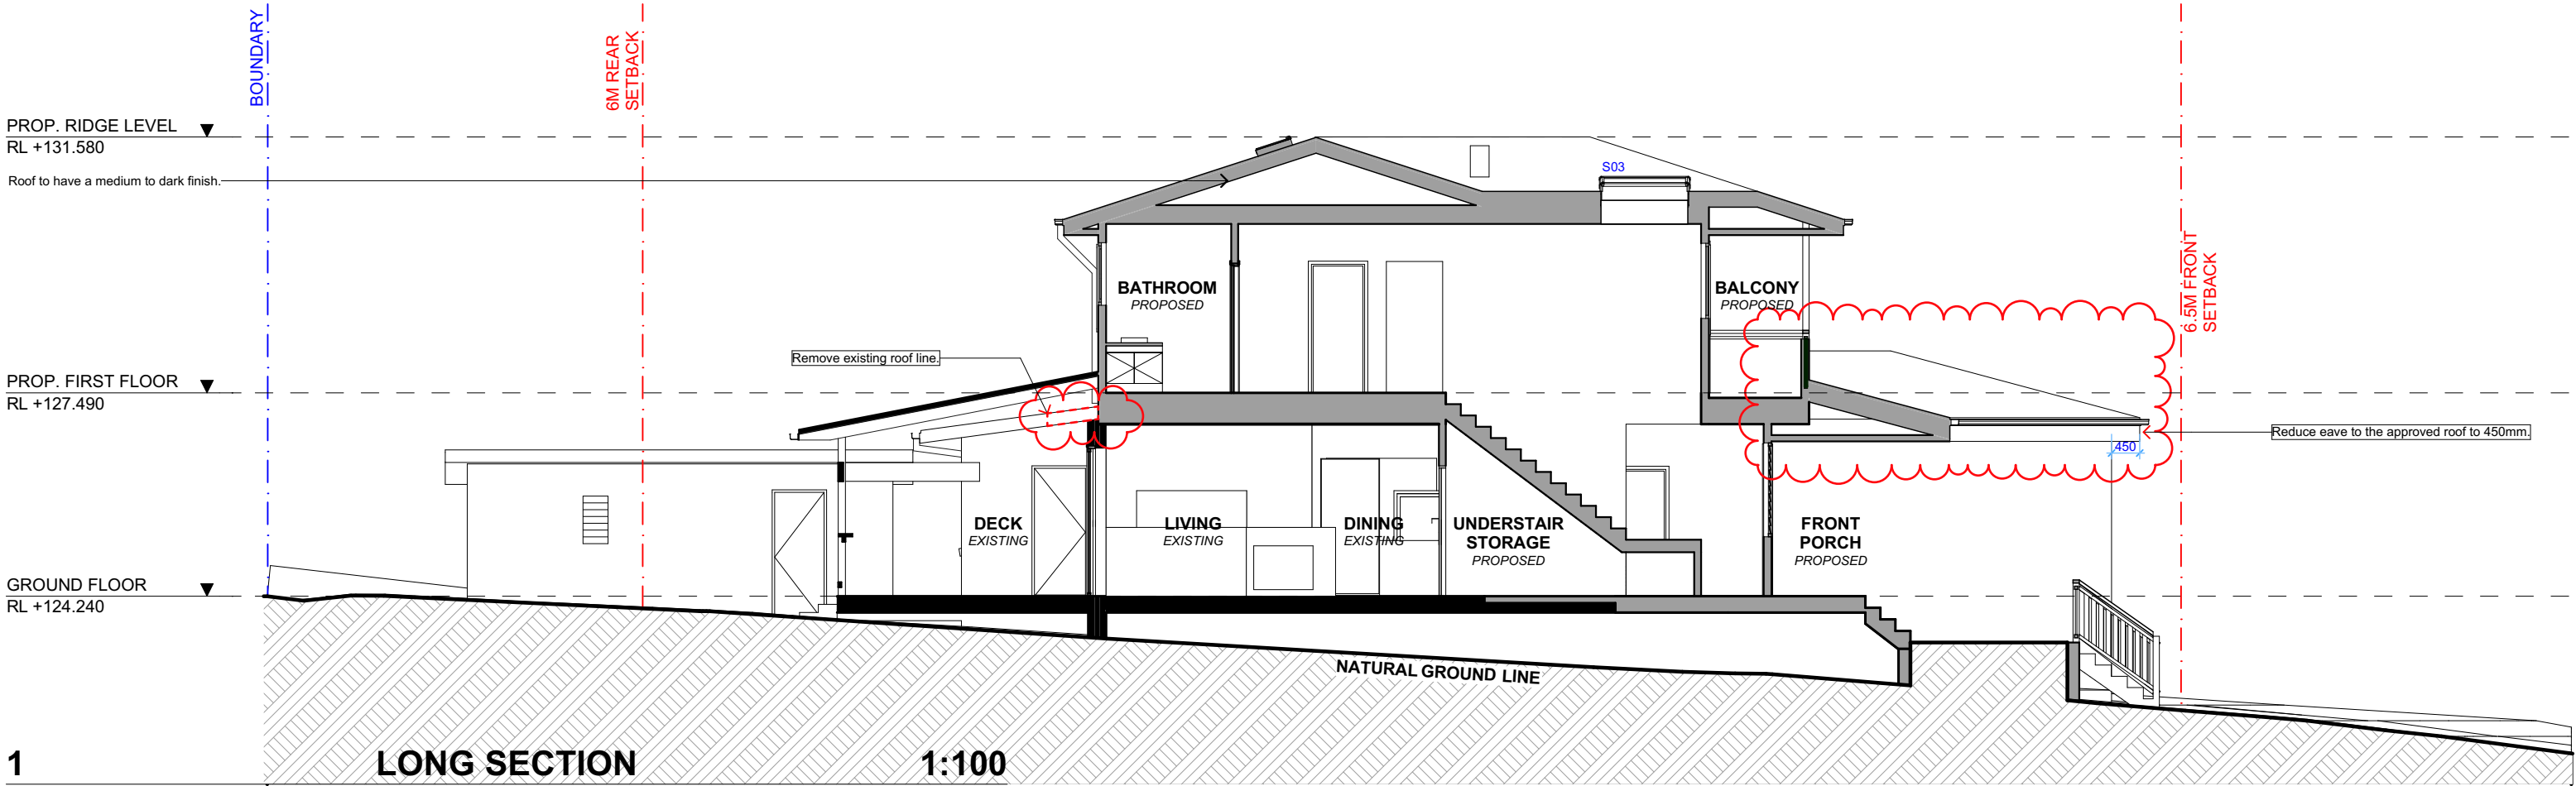 BOUNDARY
6M REAR
SETBACK
PROP. RIDGE LEVEL
RL +131.580
Roof to have a medium to dark finish.
S03
6.5M FRONT
SETBACK
BATHROOM
PROPOSED
BALCONY
PROPOSED
Remove existing roof line.
PROP. FIRST FLOOR
RL +127.490
Reduce eave to the approved roof to 450mm.
450
DECK
EXISTING
LIVING
EXISTING
DINING
EXISTING
UNDERSTAIR
STORAGE
PROPOSED
FRONT
PORCH
PROPOSED
GROUND FLOOR
RL +124.240
NATURAL GROUND LINE
1 LONG SECTION 1:100